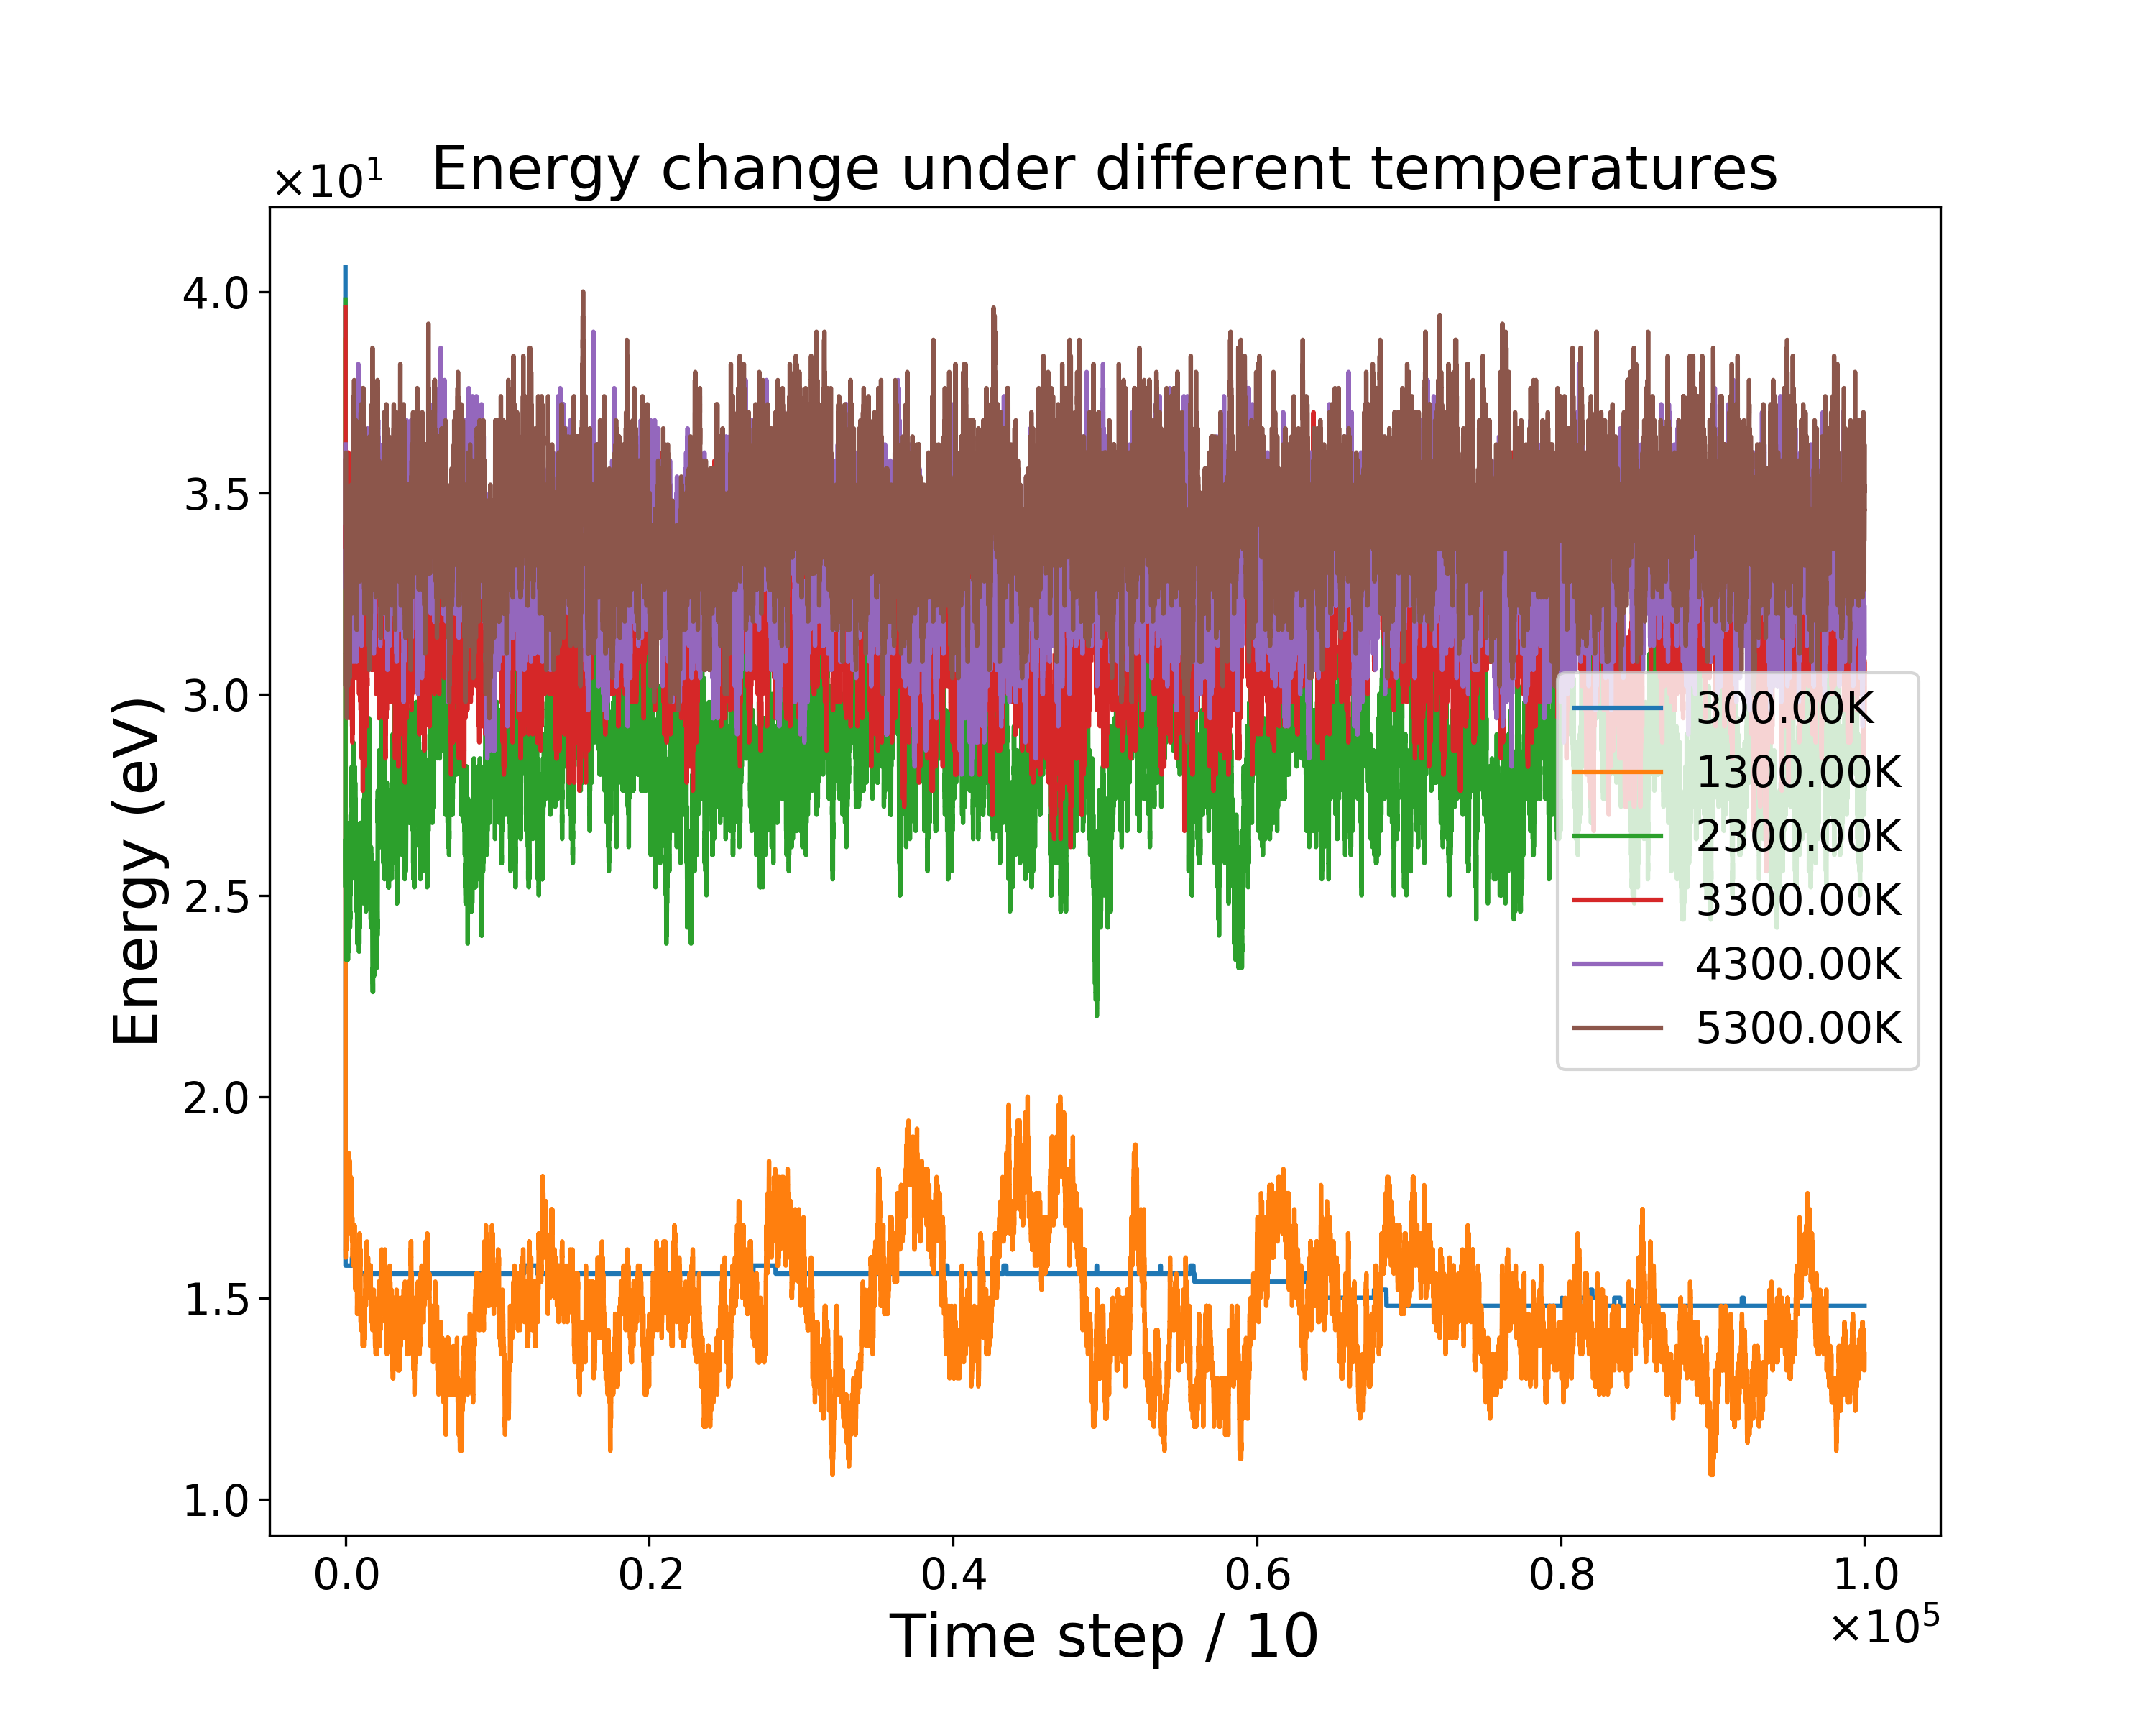 ×10¹ Energy change under different temperatures
4.0
3.5
3.0
2.5
2.0
1.5
1.0
Energy (eV)
300.00K
1300.00K
2300.00K
3300.00K
4300.00K
5300.00K
0.0 0.2 0.4 0.6 0.8 1.0
Time step / 10
×10⁵